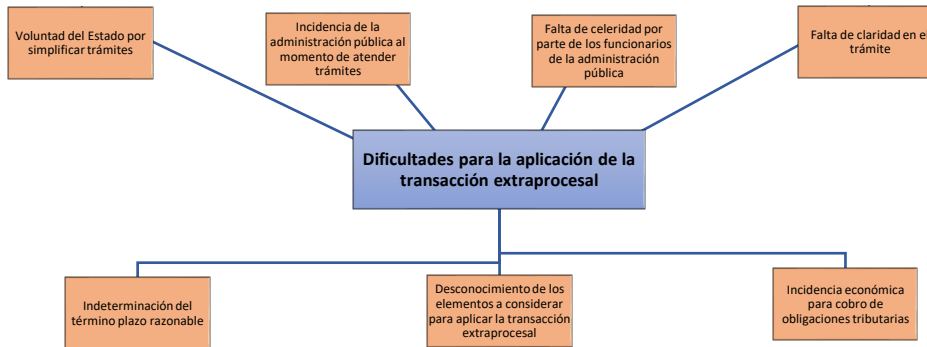 Voluntad del Estado por
simplificar trámites
Incidencia de la
administración pública al
momento de atender
trámites
Falta de celeridad por
parte de los funcionarios
de la administración
pública
Falta de claridad en e
trámite
Dificultades para la aplicación de la
transacción extraprocesal
Indeterminación del
término plazo razonable
Desconocimiento de los
elementos a considerar
para aplicar la transacción
extraprocesal
Incidencia económica
para cobro de
obligaciones tributarias